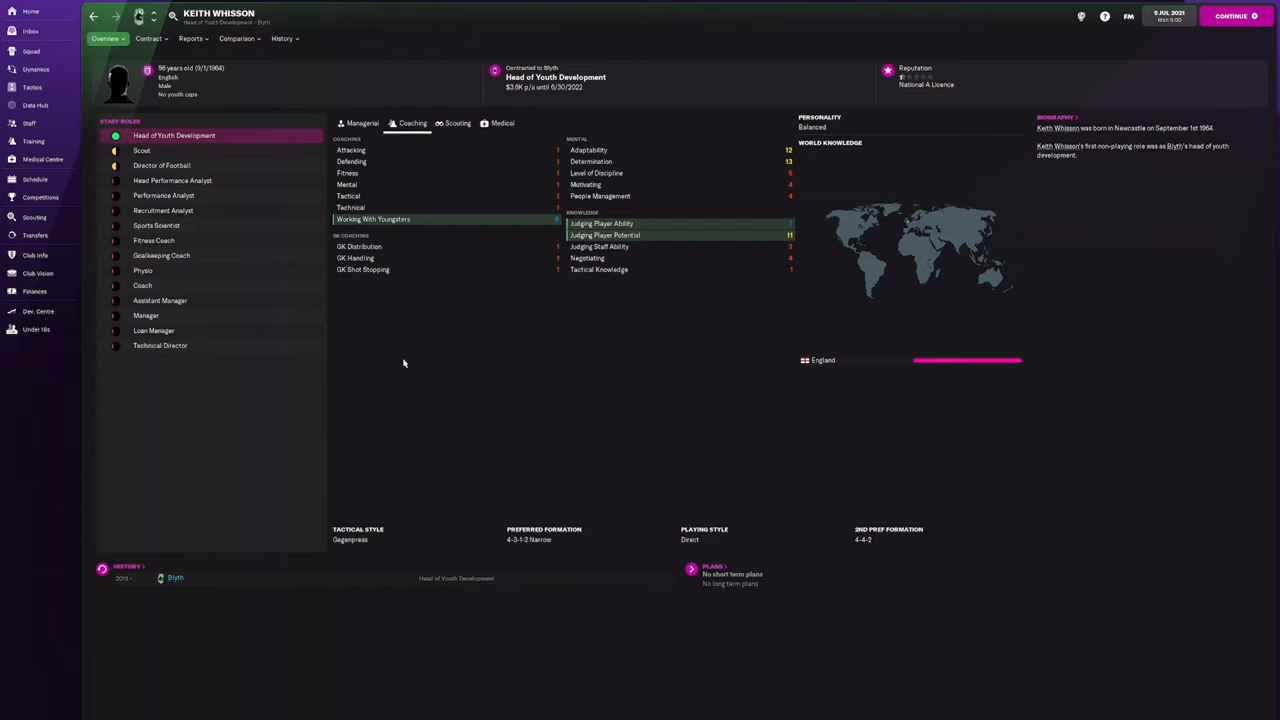 KEITH WHISSON
Head of Youth Development - Blyth
FM
5 JUL 2021
Mon 9:00
CONTINUE
Home
Inbox
Squad
Dynamics
Tactics
Data Hub
Staff
Training
Medical Centre
Schedule
Competitions
Scouting
Transfers
Club Info
Club Vision
Finances
Dev. Centre
Under 18s
Overview
Contract
Reports
Comparison
History
56 years old (9/1/1964)
English
Male
No youth caps
Contracted to Blyth
Head of Youth Development
$3.6K p/a until 6/30/2022
Reputation
National A Licence
STAFF ROLES
Head of Youth Development
Scout
Director of Football
Head Performance Analyst
Performance Analyst
Recruitment Analyst
Sports Scientist
Fitness Coach
Goalkeeping Coach
Physio
Coach
Assistant Manager
Manager
Loan Manager
Technical Director
Managerial
Coaching
Scouting
Medical
COACHING
Attacking 1
Defending 1
Fitness 1
Mental 1
Tactical 1
Technical 1
Working With Youngsters
GK COACHING
GK Distribution 1
GK Handling 1
GK Shot Stopping 1
MENTAL
Adaptability 12
Determination 13
Level of Discipline 5
Motivating 4
People Management 4
KNOWLEDGE
Judging Player Ability 7
Judging Player Potential 11
Judging Staff Ability 3
Negotiating 4
Tactical Knowledge 1
PERSONALITY
Balanced
WORLD KNOWLEDGE
England
BIOGRAPHY >
Keith Whisson was born in Newcastle on September 1st 1964.
Keith Whisson's first non-playing role was as Blyth's head of youth
development.
TACTICAL STYLE
Gegenpress
PREFERRED FORMATION
4-3-1-2 Narrow
PLAYING STYLE
Direct
2ND PREF FORMATION
4-4-2
HISTORY >
2019 - Blyth Head of Youth Development
PLANS >
No short term plans
No long term plans